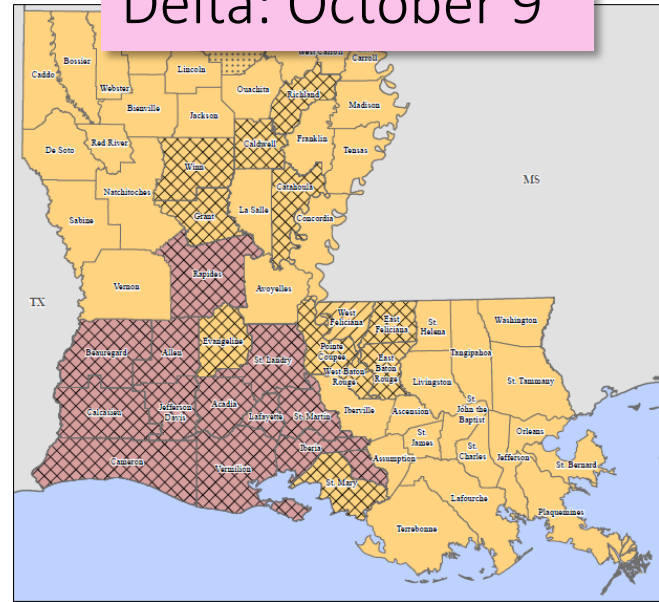 Delta: October 9
West Carroll
Carroll
Bossier
Caddo
Webster
Lincoln
Ouachita
Richland
Madison
Bienville
Jackson
De Soto
Red River
Caldwell
Franklin
Tensas
Winn
Natchitoches
Catahoula
MS
Sabine
Grant
La Salle
Concordia
Rapides
TX
Vernon
Avoyelles
West
Feliciana
East
Feliciana
St.
Helena
Washington
Beauregard
Allen
Evangeline
St. Landry
Pointe
Coupee
Tangipahoa
West Baton
Rouge
East
Baton
Rouge
Livingston
St. Tammany
Calcasieu
Jefferson
Davis
Acadia
Lafayette
St. Martin
Iberville
Ascension
St.
John the
Baptist
St.
James
Orleans
Cameron
Vermilion
Iberia
Assumption
St.
Charles
Jefferson
St. Bernard
St. Mary
Lafourche
Plaquemines
Terrebonne